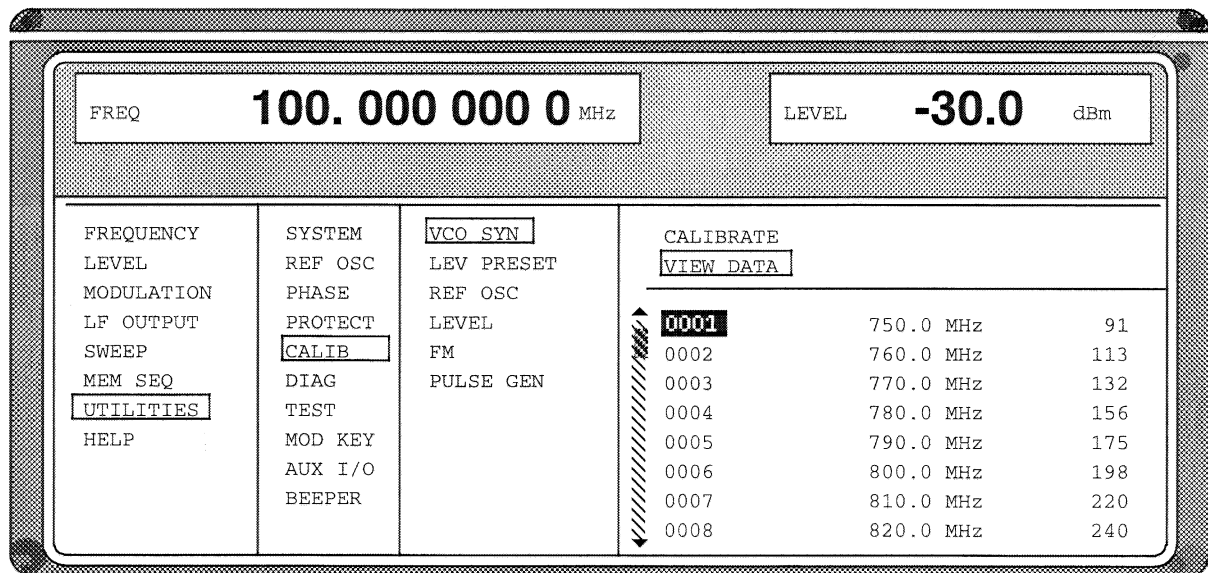 FREQ 100. 000 000 0 MHz
LEVEL -30.0 dBm
FREQUENCY
LEVEL
MODULATION
LF OUTPUT
SWEEP
MEM SEQ
UTILITIES
HELP
SYSTEM
REF OSC
PHASE
PROTECT
CALIB
DIAG
TEST
MOD KEY
AUX I/O
BEEPER
VCO SYN
LEV PRESET
REF OSC
LEVEL
FM
PULSE GEN
CALIBRATE
VIEW DATA
0001 750.0 MHz 91
0002 760.0 MHz 113
0003 770.0 MHz 132
0004 780.0 MHz 156
0005 790.0 MHz 175
0006 800.0 MHz 198
0007 810.0 MHz 220
0008 820.0 MHz 240